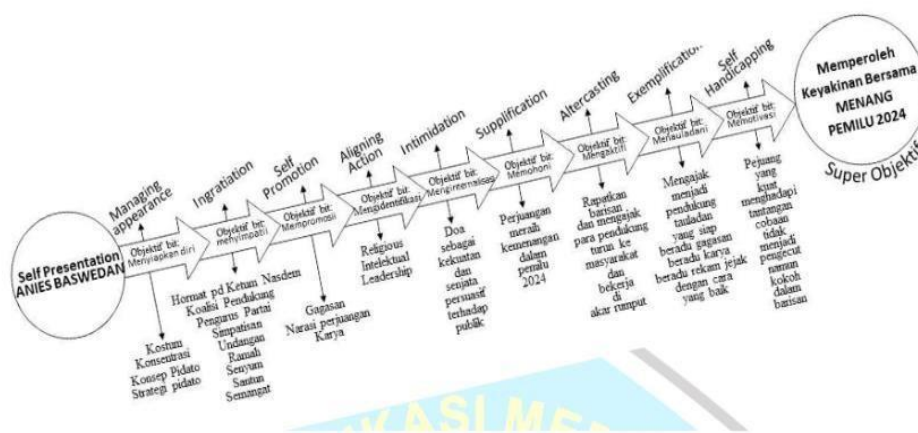 Self Presentation
ANIES BASWEDAN
Managing
appearance
Objektif bit:
Menyiapkan diri
Kostum
Konsentrasi
Konsep Pidato
Strategi pidato
Ingratiation
Objektif bit:
menyimpatii
Hormat pd Ketum Nasdem
Koalisi Pendukung
Pengurus Partai
Simpatisan
Undangan
Ramah
Senyum
Santun
Semangat
Self
Promotion
Objektif bit:
Mempromosii
Gagasan
Narasi perjuangan
Karya
Aligning
Action
Objektif bit:
Mengidentifikasi
Religious
Intelektual
Leadership
Intimidation
Objektif bit:
Menginternalisasi
Doa
sebagai
kekuatan
dan
senjata
persuasif
terhadap
publik
Supplification
Objektif bit:
Memohoni
Perjuangan
meraih
kemenangan
dalam
pemilu
2024
Altercasting
Objektif bit:
Mengaktifi
Rapatkan
barisan
dan mengajak
para pendukung
turun ke
masyarakat
dan
bekerja
di
akar rumput
Exemplification
Objektif bit:
Menauladani
Mengajak
menjadi
pendukung
tauladan
yang siap
beradu gagasan
beradu karya
beradu rekam jejak
dengan cara
yang baik
Self
Handicapping
Objektif bit:
Memotivasi
Pejuang
yang
kuat
menghadapi
tantangan
cobaan
tidak
menjadi
pengecut
namun
kokoh
dalam
barisan
Memperoleh
Keyakinan Bersama
MENANG
PEMILU 2024
Super Objektif